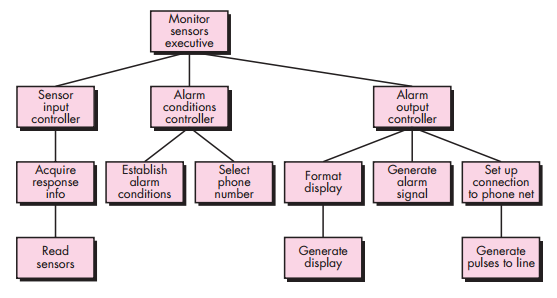 Monitor
sensors
executive
Sensor
input
controller
Alarm
conditions
controller
Alarm
output
controller
Acquire
response
info
Establish
alarm
conditions
Select
phone
number
Format
display
Generate
alarm
signal
Set up
connection
to phone net
Read
sensors
Generate
display
Generate
pulses to line